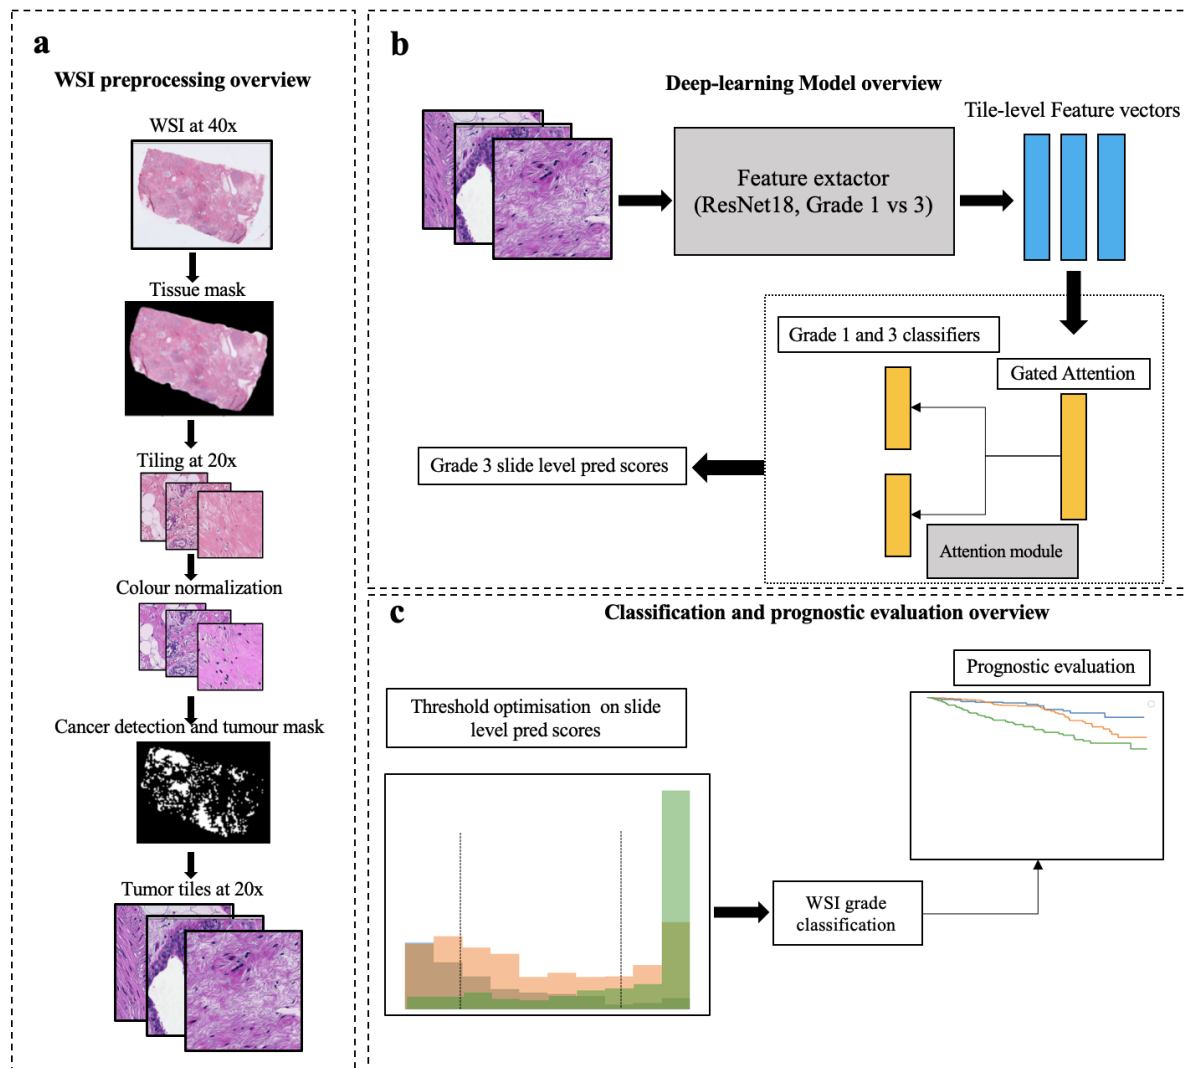 a
WSI preprocessing overview
WSI at 40x
Tissue mask
Tiling at 20x
Colour normalization
Cancer detection and tumour mask
Tumor tiles at 20x
b
Deep-learning Model overview
Tile-level Feature vectors
Feature extactor
(ResNet18, Grade 1 vs 3)
Grade 1 and 3 classifiers
Gated Attention
Grade 3 slide level pred scores
Attention module
c
Classification and prognostic evaluation overview
Prognostic evaluation
Threshold optimisation on slide
level pred scores
WSI grade
classification